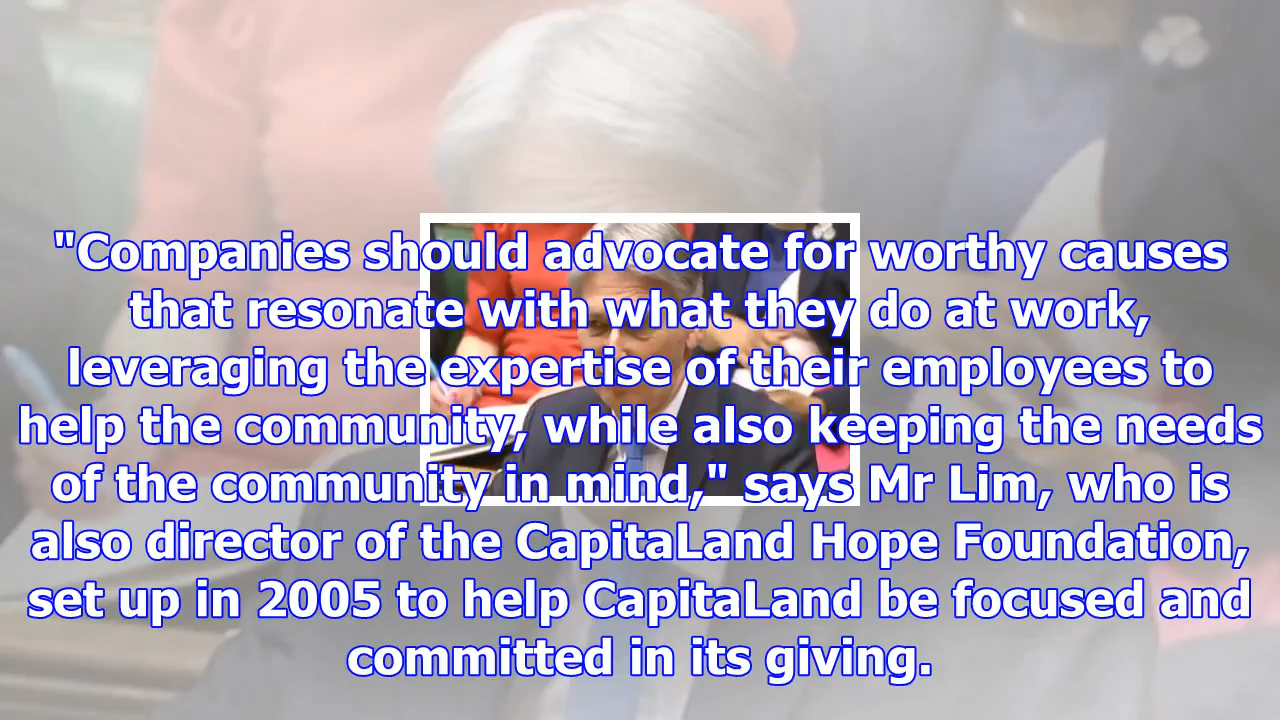 "Companies should advocate for worthy causes
that resonate with what they do at work,
leveraging the expertise of their employees to
help the community, while also keeping the needs
of the community in mind," says Mr Lim, who is
also director of the CapitaLand Hope Foundation,
set up in 2005 to help CapitaLand be focused and
committed in its giving.